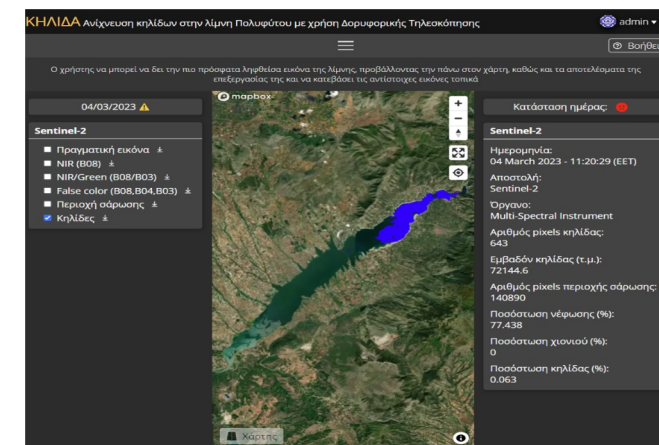 ΚΗΛΙΔΑ Ανίχνευση κηλίδων στην λίμνη Πολυφύτου με χρήση Δορυφορικής Τηλεσκόπησης
admin
Βοήθει
Ο χρήστης να μπορεί να δει την πιο πρόσφατα ληφθείσα εικόνα της λίμνης, προβάλλοντας την πάνω στον χάρτη, καθώς και τα αποτελέσματα της
επεξεργασίας της και να κατεβάσει τις αντίστοιχες εικόνες τοπικά
04/03/2023
Sentinel-2
Πραγματική εικόνα
NIR (B08)
NIR/Green (B08/B03)
False color (B08,B04,B03)
Περιοχή σάρωσης
Κηλίδες
mapbox
Χάρτης
Κατάσταση ημέρας:
Sentinel-2
Ημερομηνία:
04 March 2023 - 11:20:29 (EET)
Αποστολή:
Sentinel-2
Όργανο:
Multi-Spectral Instrument
Αριθμός pixels κηλίδας:
643
Εμβαδόν κηλίδας (τ.μ.):
72144.6
Αριθμός pixels περιοχής σάρωσης:
140890
Ποσόστωση νέφωσης (%):
77.438
Ποσόστωση χιονιού (%):
0
Ποσόστωση κηλίδας (%):
0.063